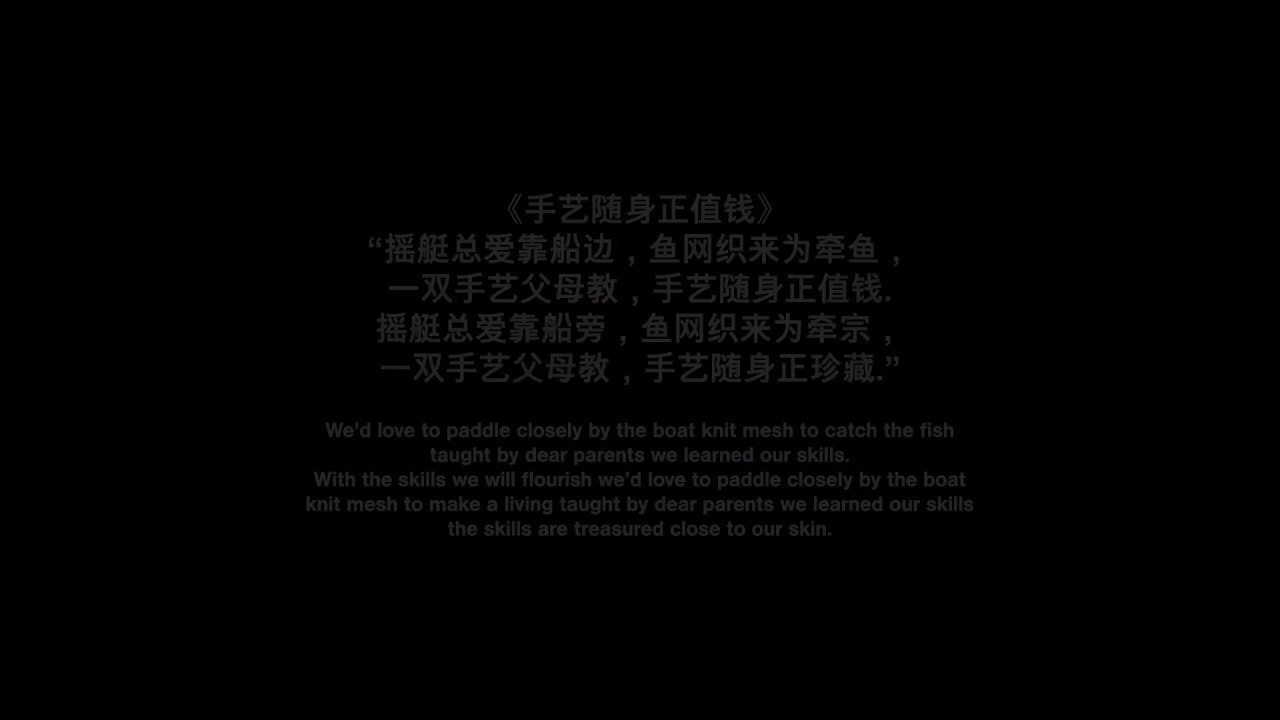 《手艺随身正值钱》
“摇艇总爱靠船边，鱼网织来为牵鱼，
一双手艺父母教，手艺随身正值钱.
摇艇总爱靠船旁，鱼网织来为牵宗，
一双手艺父母教，手艺随身正珍藏.”
We’d love to paddle closely by the boat knit mesh to catch the fish
taught by dear parents we learned our skills.
With the skills we will flourish we’d love to paddle closely by the boat
knit mesh to make a living taught by dear parents we learned our skills
the skills are treasured close to our skin.